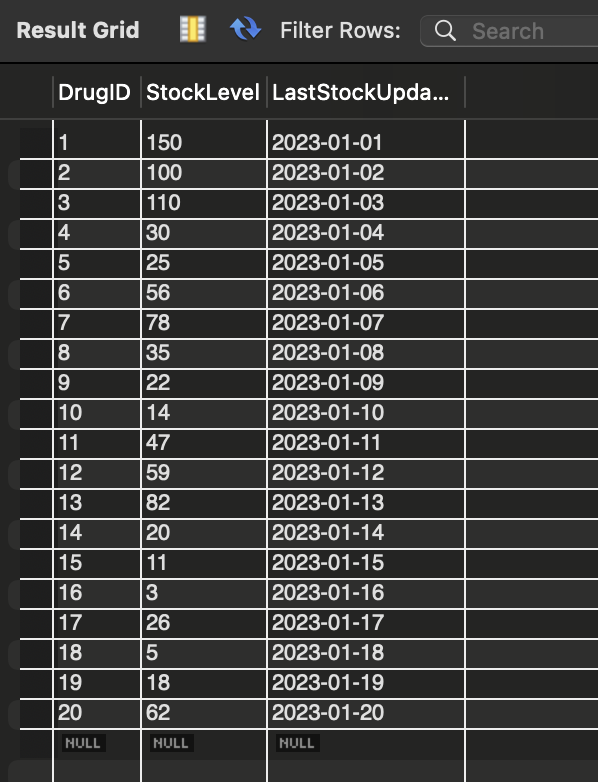 Result Grid Filter Rows: Search
DrugID StockLevel LastStockUpda...
1 150 2023-01-01
2 100 2023-01-02
3 110 2023-01-03
4 30 2023-01-04
5 25 2023-01-05
6 56 2023-01-06
7 78 2023-01-07
8 35 2023-01-08
9 22 2023-01-09
10 14 2023-01-10
11 47 2023-01-11
12 59 2023-01-12
13 82 2023-01-13
14 20 2023-01-14
15 11 2023-01-15
16 3 2023-01-16
17 26 2023-01-17
18 5 2023-01-18
19 18 2023-01-19
20 62 2023-01-20
NULL NULL NULL